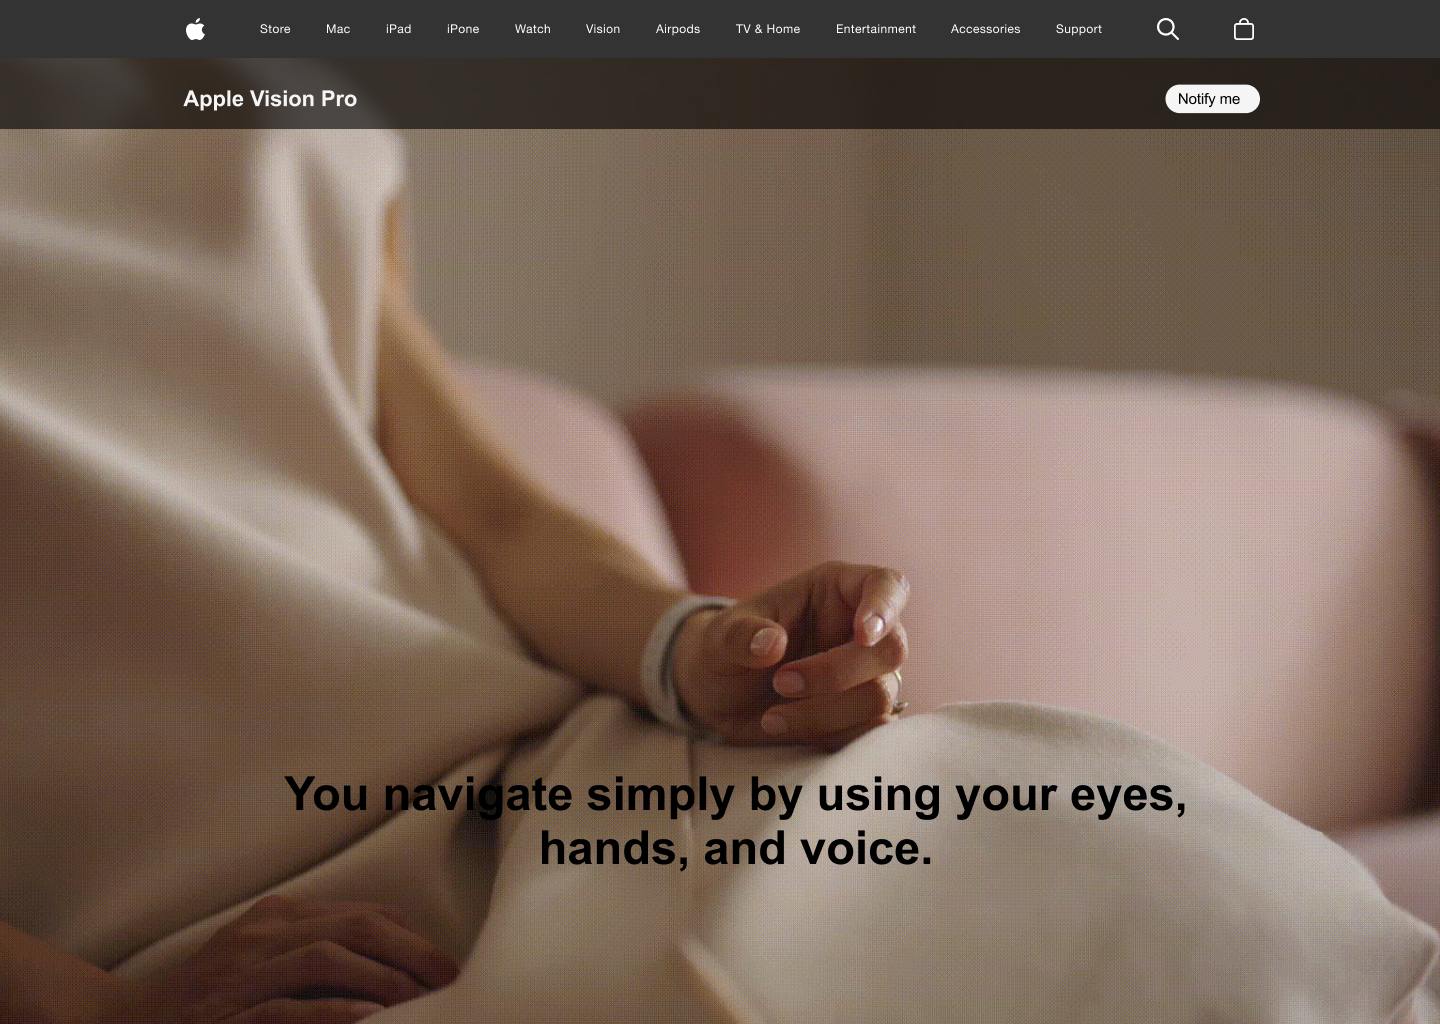 Store Mac iPad iPone Watch Vision Airpods TV & Home Entertainment Accessories Support
Apple Vision Pro
Notify me
You navigate simply by using your eyes,
hands, and voice.